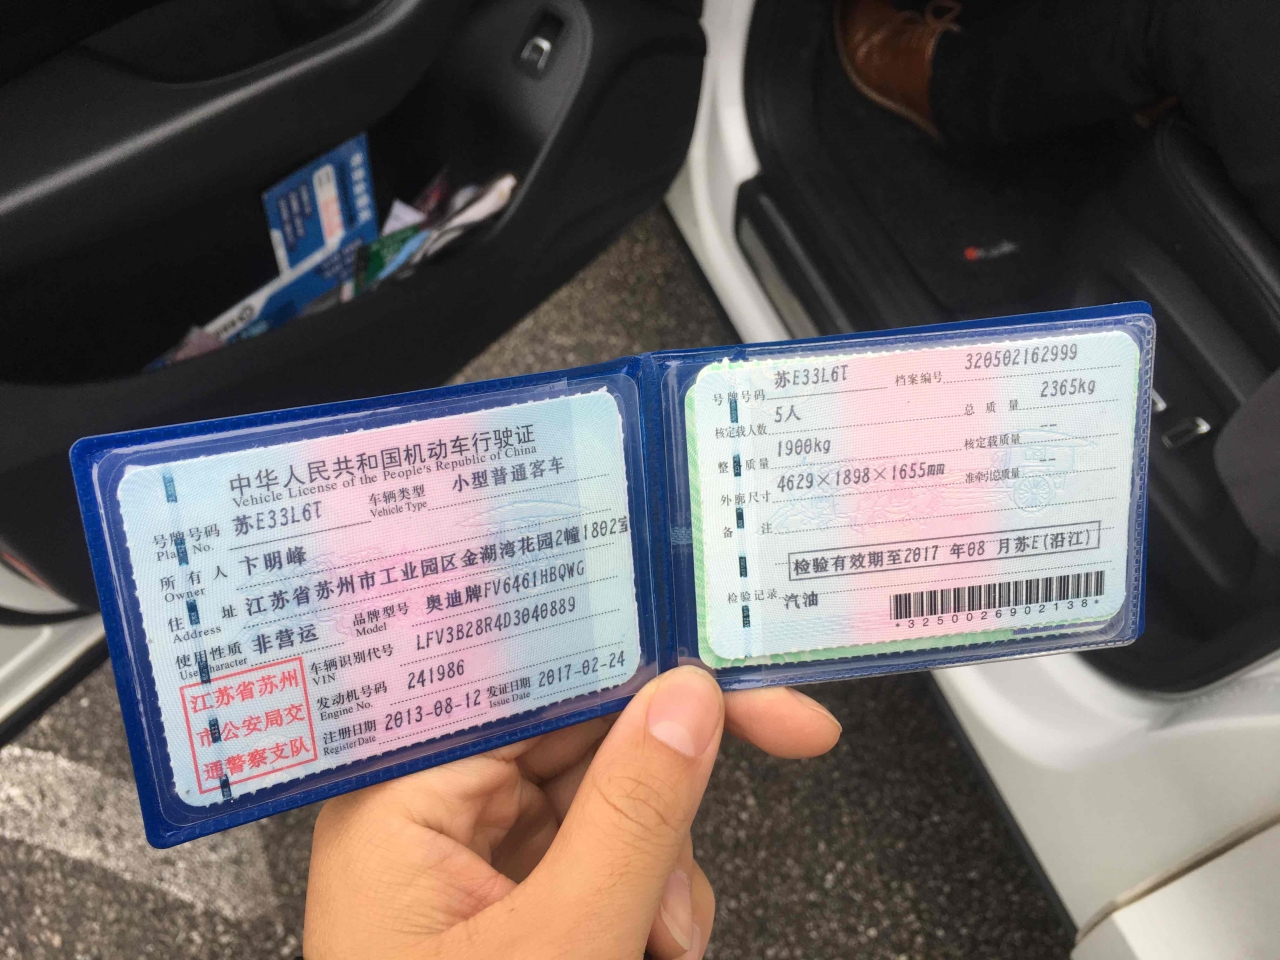 中华人民共和国机动车行驶证
Vehicle License of the People's Republic of China
号牌号码 苏E33L6T 车辆类型 小型普通客车
Plate No. Vehicle Type
所有人 卞明峰
Owner
住址 江苏省苏州市工业园区金湖湾花园2幢1802室
Address
使用性质 非营运 品牌型号 奥迪牌FV6461HBQWG
Use Character Model
江苏省苏州
市公安局交
通警察支队
车辆识别代号 LFV3B28R4D3040889
VIN
发动机号码 241986
Engine No.
注册日期 2013-08-12 发证日期 2017-02-24
Register Date Issue Date
号牌号码 苏E33L6T 档案编号 320502162999
核定载人数 5人 总质量 2365kg
整备质量 1900kg 核定载质量 --
外廓尺寸 4629×1898×1655mm 准牵引总质量 --
备注
检验有效期至2017 年08 月苏E(沿江)
检验记录 汽油
*3250026902138*